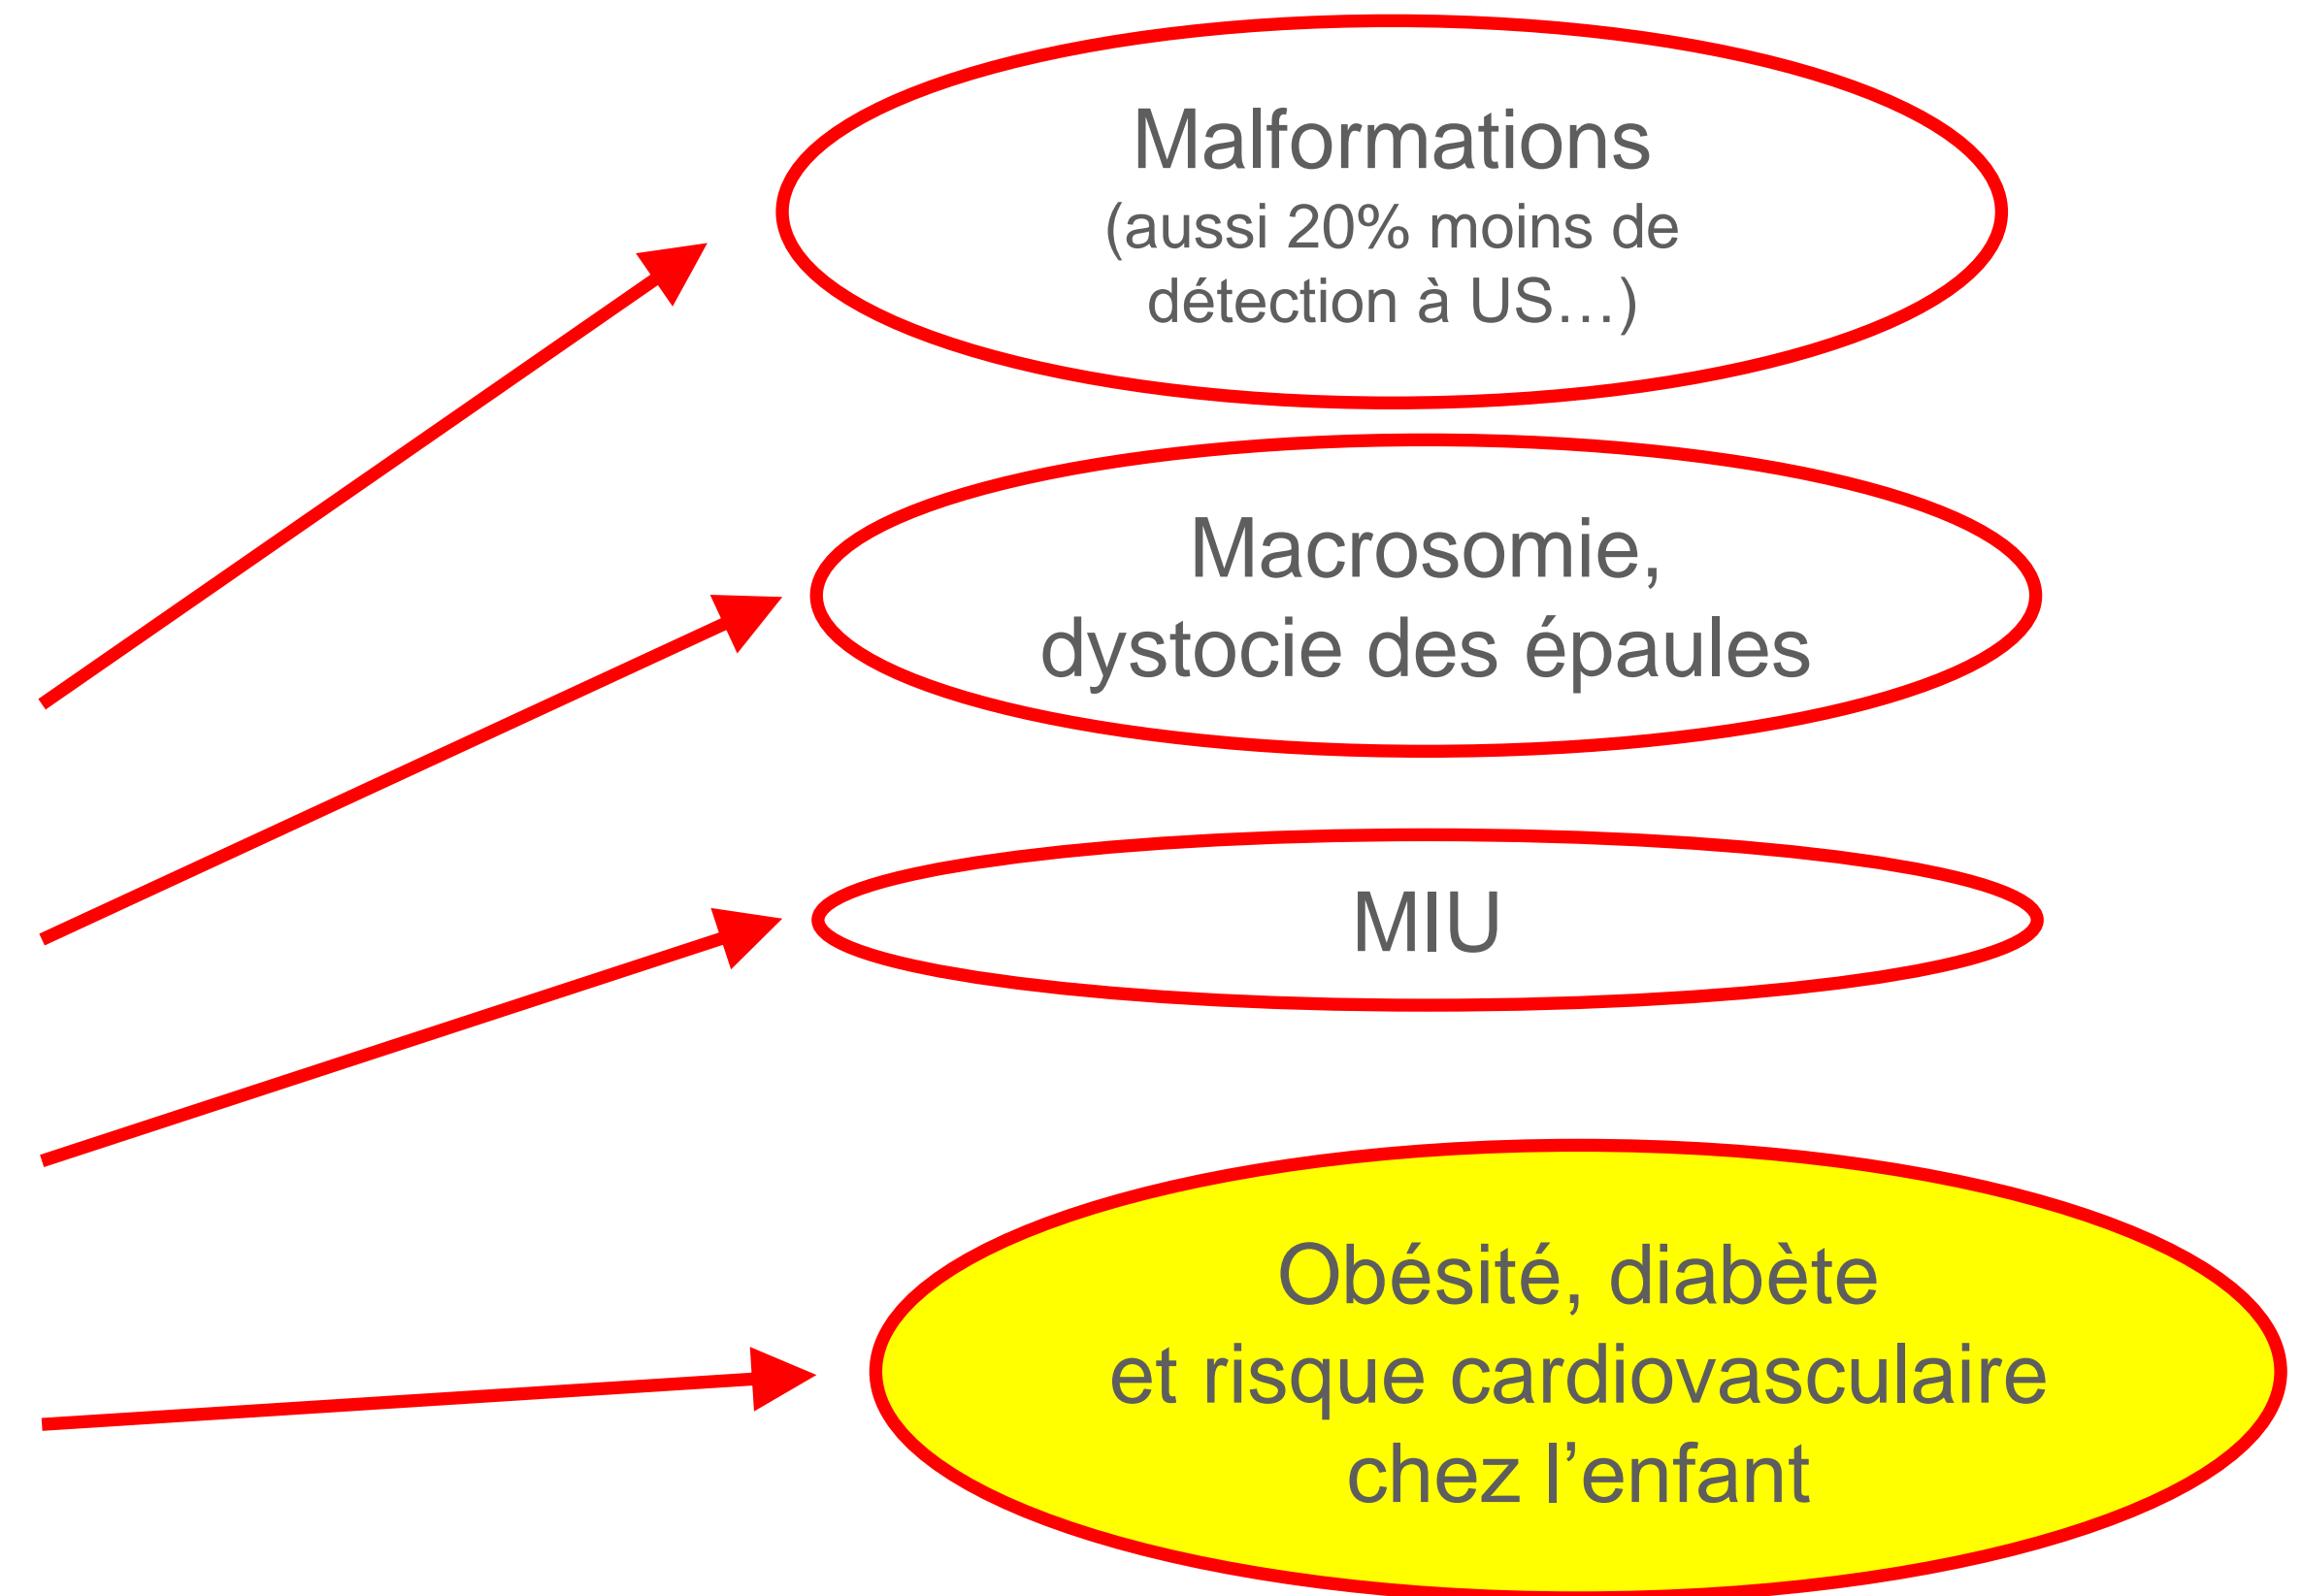 Malformations
(aussi 20% moins de
détection à US…)
Macrosomie,
dystocie des épaules
MIU
Obésité, diabète
et risque cardiovasculaire
chez l’enfant